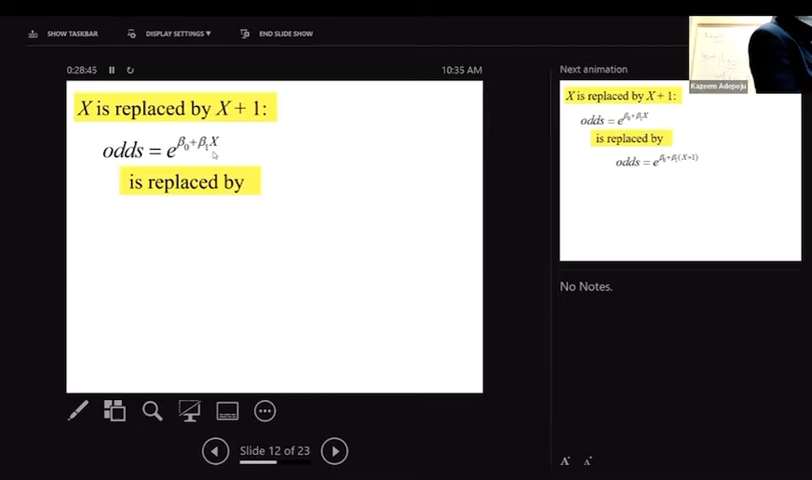 SHOW TASKBAR DISPLAY SETTINGS ▼ END SLIDE SHOW
0:28:45 10:35 AM
X is replaced by X + 1:
odds = e^{β₀+β₁X}
is replaced by
Slide 12 of 23
Kazeem Adepoju
Next animation
X is replaced by X + 1:
odds = e^{β₀+β₁X}
is replaced by
odds = e^{β₀+β₁(X+1)}
No Notes.
A A